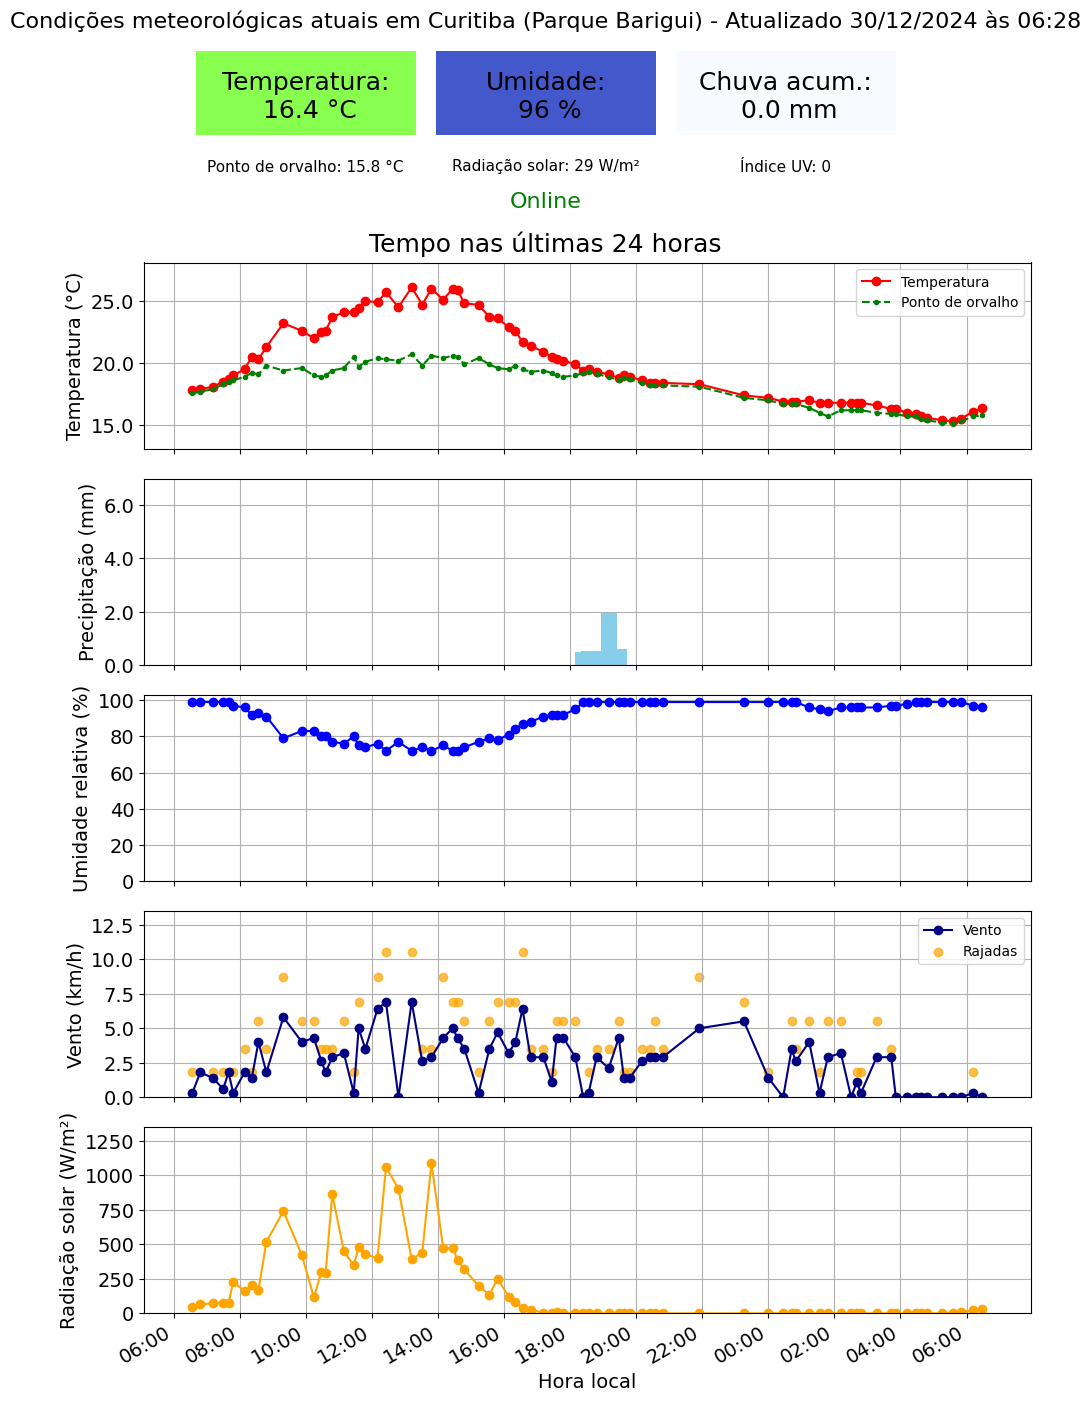 Condições meteorológicas atuais em Curitiba (Parque Barigui) - Atualizado 30/12/2024 às 06:28
Temperatura:
16.4 °C
Umidade:
96 %
Chuva acum.:
0.0 mm
Ponto de orvalho: 15.8 °C
Radiação solar: 29 W/m²
Índice UV: 0
Online
Tempo nas últimas 24 horas
Temperatura (°C)
25.0
20.0
15.0
Temperatura
Ponto de orvalho
Precipitação (mm)
6.0
4.0
2.0
0.0
Umidade relativa (%)
100
80
60
40
20
0
Vento (km/h)
12.5
10.0
7.5
5.0
2.5
0.0
Vento
Rajadas
Radiação solar (W/m²)
1250
1000
750
500
250
0
06:00
08:00
10:00
12:00
14:00
16:00
18:00
20:00
22:00
00:00
02:00
04:00
06:00
Hora local